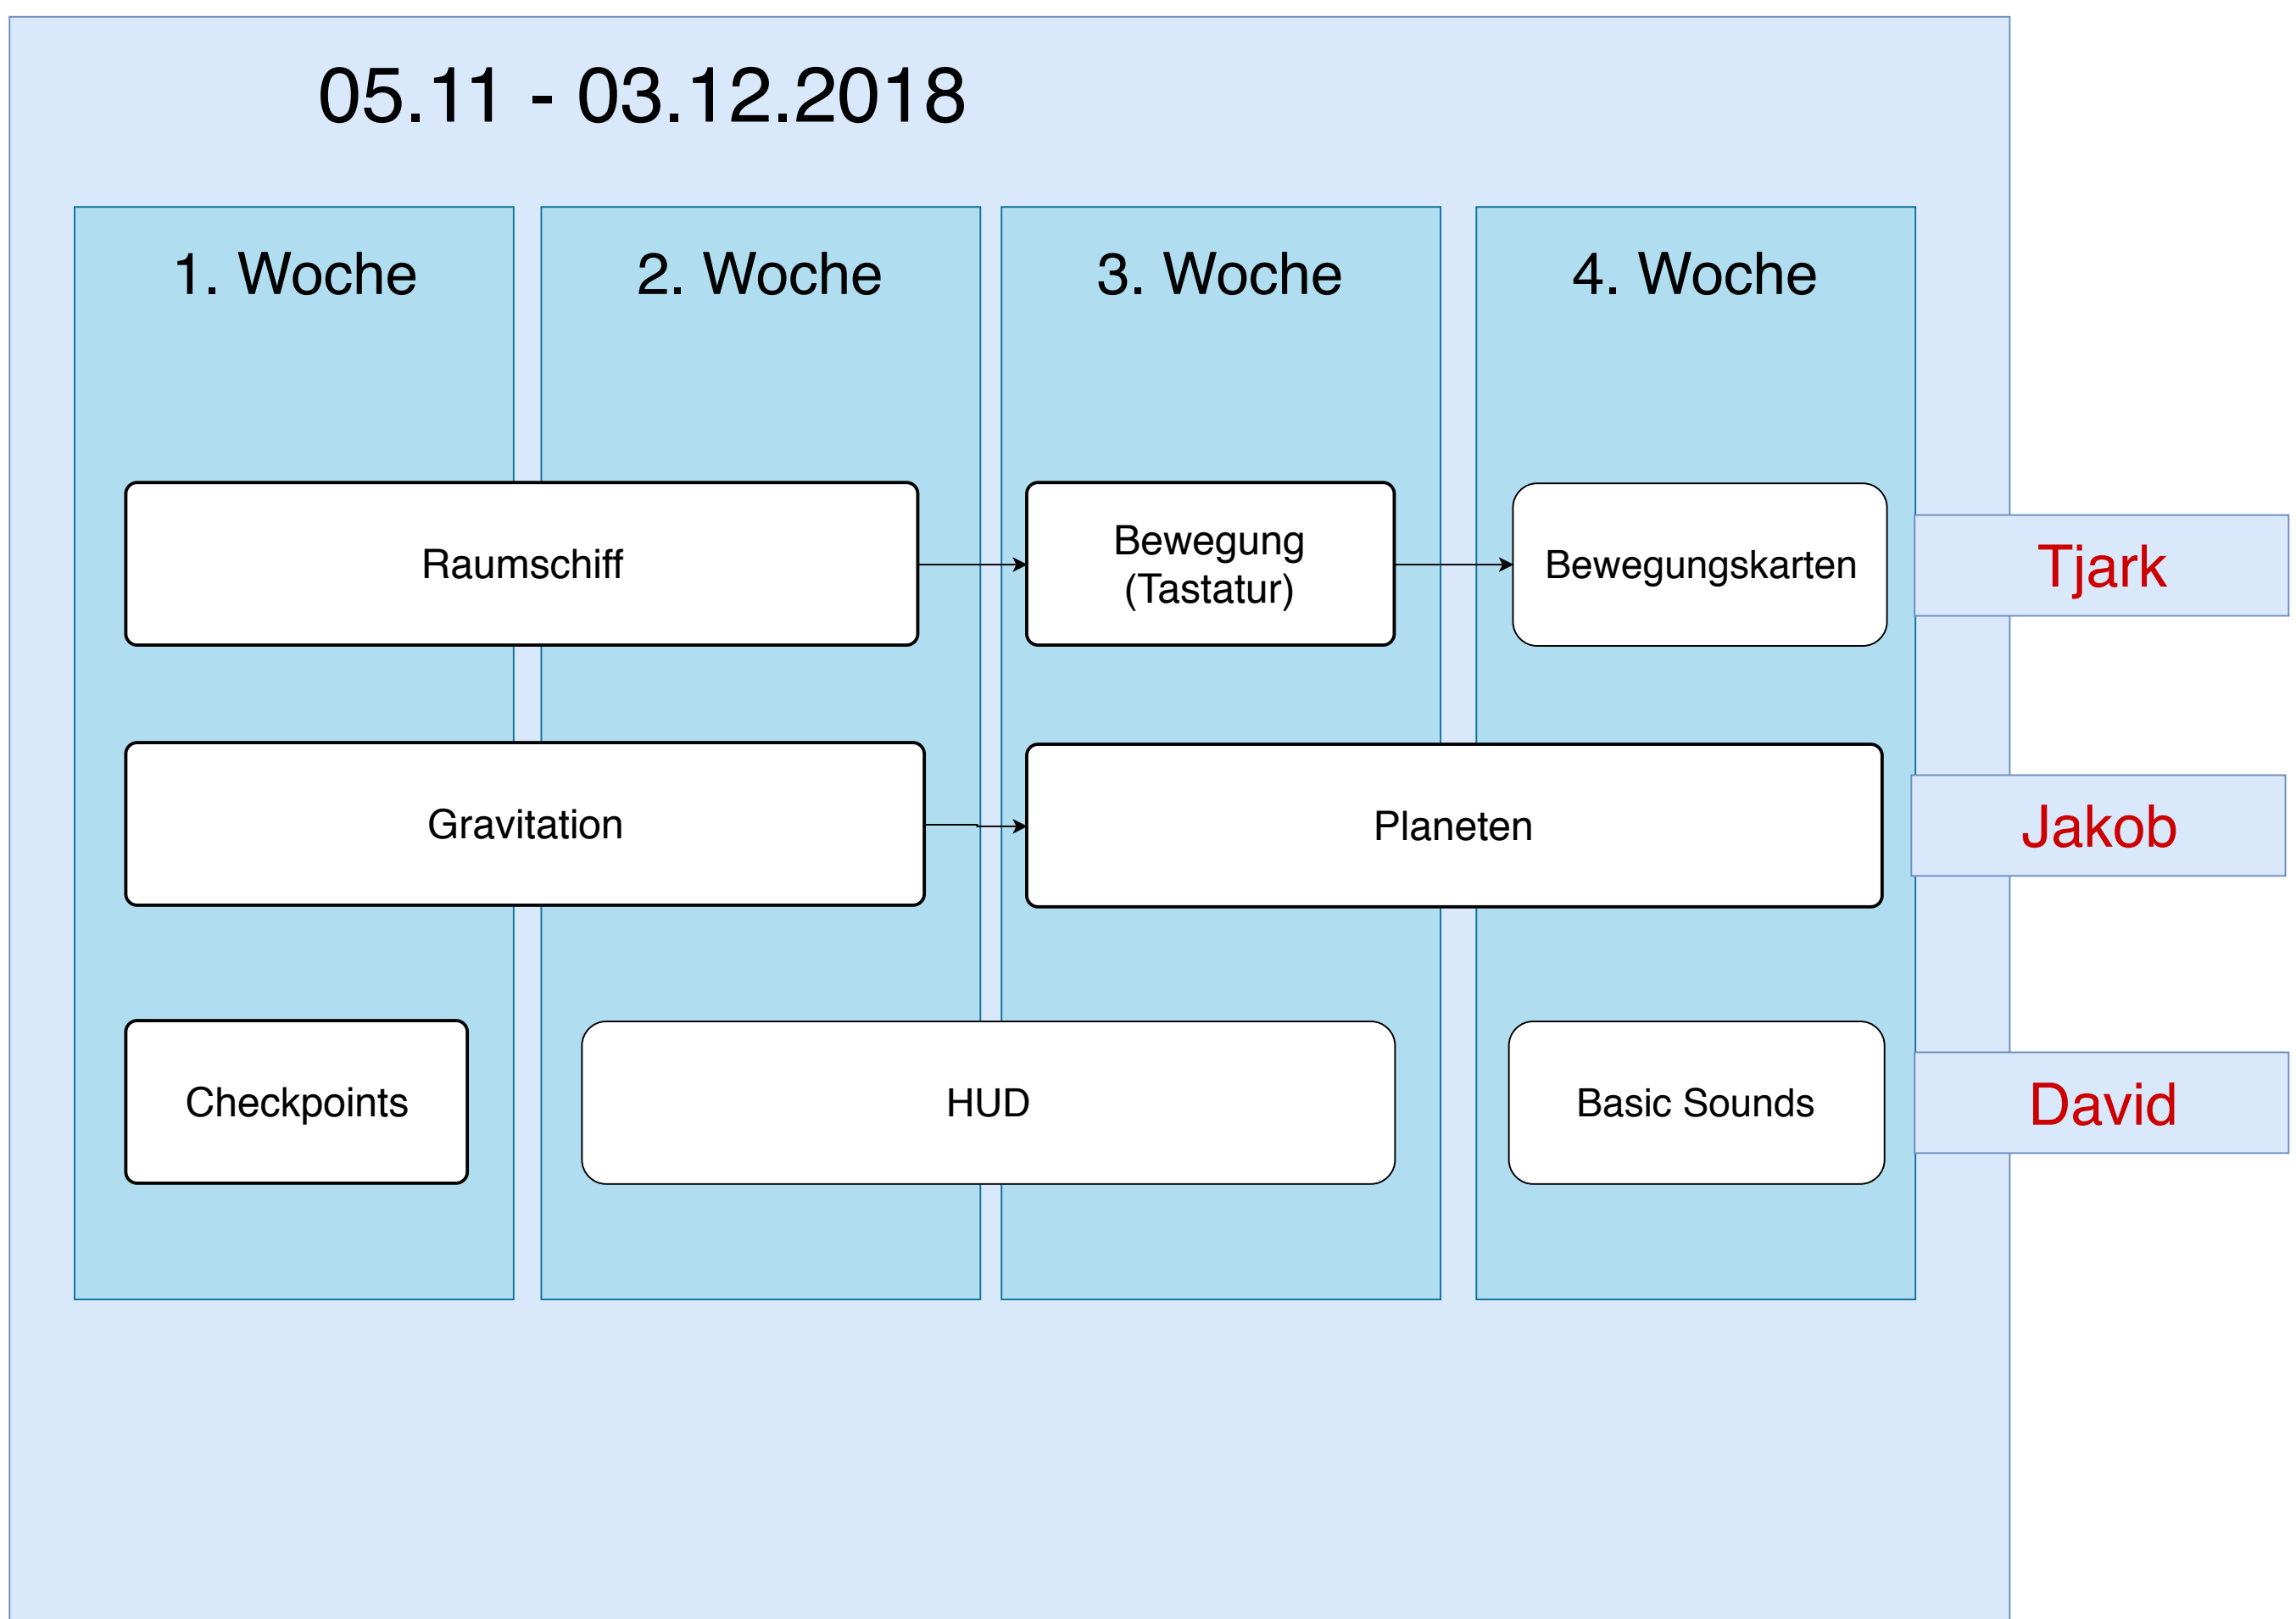 05.11 - 03.12.2018
1. Woche
2. Woche
3. Woche
4. Woche
Raumschiff
Bewegung
(Tastatur)
Bewegungskarten
Tjark
Gravitation
Planeten
Jakob
Checkpoints
HUD
Basic Sounds
David